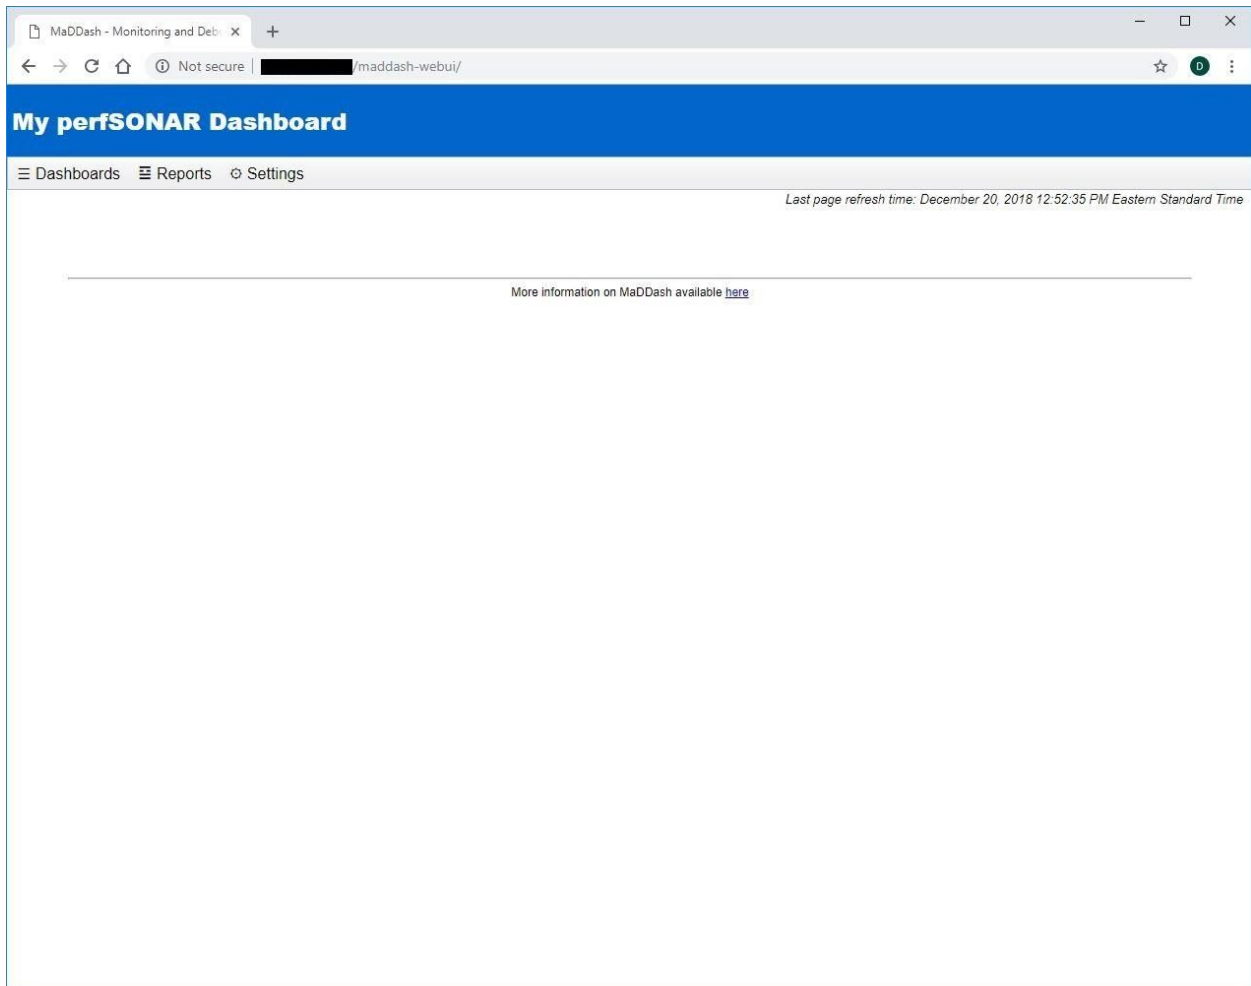 MaDDash - Monitoring and Deb
Not secure | /maddash-webui/
D
My perfSONAR Dashboard
Dashboards Reports Settings
Last page refresh time: December 20, 2018 12:52:35 PM Eastern Standard Time
More information on MaDDash available here